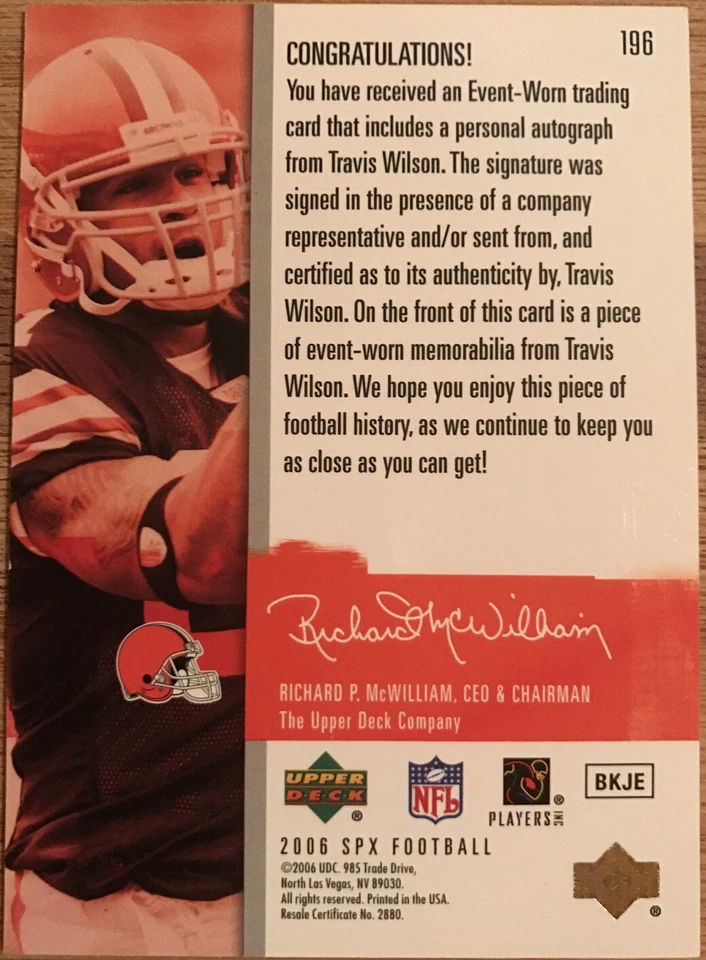 196
CONGRATULATIONS!
You have received an Event-Worn trading
card that includes a personal autograph
from Travis Wilson. The signature was
signed in the presence of a company
representative and/or sent from, and
certified as to its authenticity by, Travis
Wilson. On the front of this card is a piece
of event-worn memorabilia from Travis
Wilson. We hope you enjoy this piece of
football history, as we continue to keep you
as close as you can get!
BROWNS
Richard McWilliam
RICHARD P. McWILLIAM, CEO & CHAIRMAN
The Upper Deck Company
UPPER
D·E·C·K
®
NFL
PLAYERS INC
®
BKJE
2006 SPX FOOTBALL
©2006 UDC. 985 Trade Drive,
North Las Vegas, NV 89030.
All rights reserved. Printed in the USA.
Resale Certificate No. 2880.
®